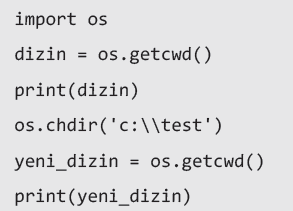 import os
dizin = os.getcwd()
print(dizin)
os.chdir('c:\\test')
yeni_dizin = os.getcwd()
print(yeni_dizin)